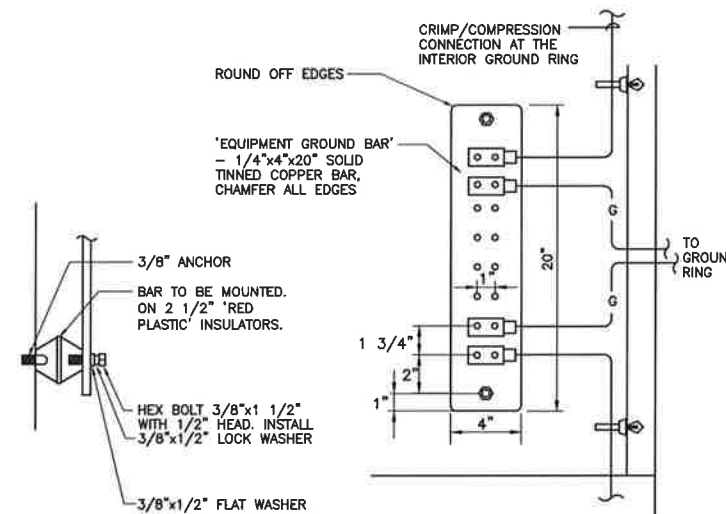 CRIMP/COMPRESSION
CONNECTION AT THE
INTERIOR GROUND RING
ROUND OFF EDGES
'EQUIPMENT GROUND BAR'
- 1/4"x4"x20" SOLID
TINNED COPPER BAR,
CHAMFER ALL EDGES
G
TO
GROUND
RING
G
20"
1"
1 3/4"
2"
1"
4"
3/8" ANCHOR
BAR TO BE MOUNTED.
ON 2 1/2" 'RED
PLASTIC' INSULATORS.
HEX BOLT 3/8"x1 1/2"
WITH 1/2" HEAD. INSTALL
3/8"x1/2" LOCK WASHER
3/8"x1/2" FLAT WASHER